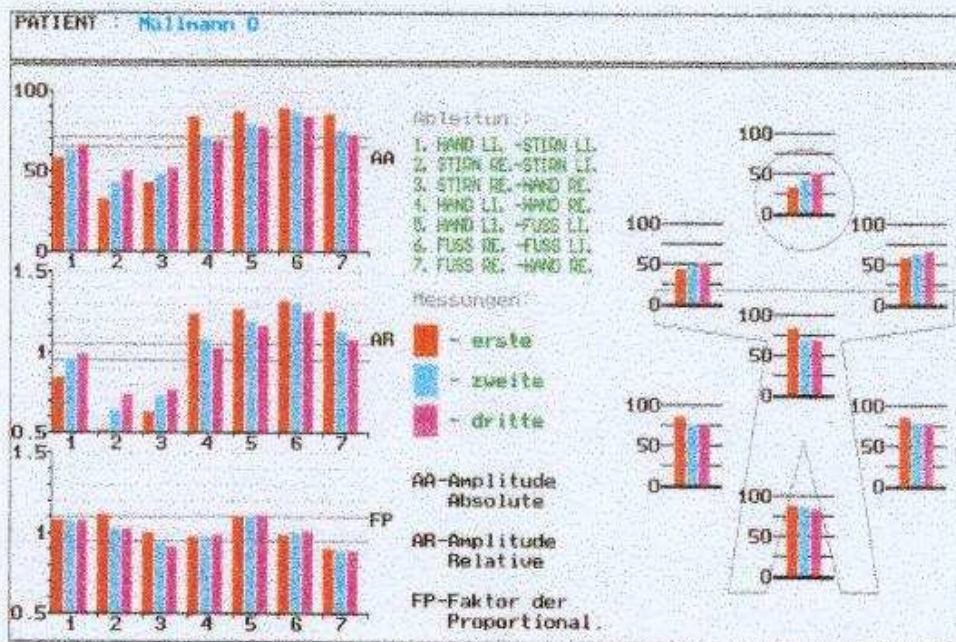 PATIENT : Müllmann O
100
50
0
1 2 3 4 5 6 7
AA
1.5
1
0.5
1 2 3 4 5 6 7
AR
1.5
1
0.5
1 2 3 4 5 6 7
FP
Ableitun :
1. HAND LI. -STIRN LI.
2. STIRN RE.-STIRN LI.
3. STIRN RE.-HAND RE.
4. HAND LI. -HAND RE.
5. HAND LI. -FUSS LI.
6. FUSS RE. -FUSS LI.
7. FUSS RE. -HAND RE.
Messungen:
- erste
- zweite
- dritte
AA-Amplitude
Absolute
AR-Amplitude
Relative
FP-Faktor der
Proportional.
100
50
0
100
50
0
100
50
0
100
50
0
100
50
0
100
50
0
100
50
0